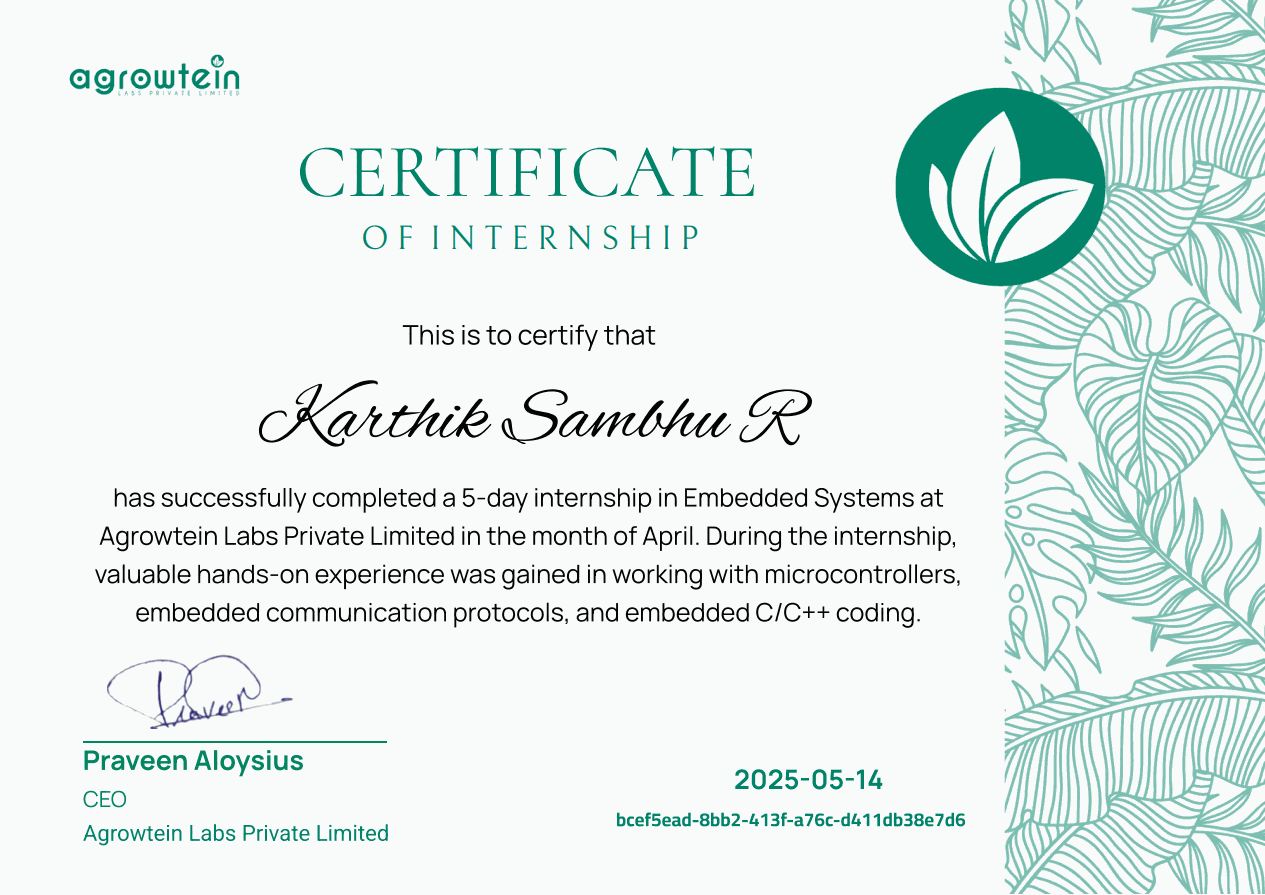 agrowtein
LABS PRIVATE LIMITED
CERTIFICATE
OF INTERNSHIP
This is to certify that
Karthik Sambhu R
has successfully completed a 5-day internship in Embedded Systems at
Agrowtein Labs Private Limited in the month of April. During the internship,
valuable hands-on experience was gained in working with microcontrollers,
embedded communication protocols, and embedded C/C++ coding.
Praveen
Praveen Aloysius
CEO
Agrowtein Labs Private Limited
2025-05-14
bcef5ead-8bb2-413f-a76c-d411db38e7d6